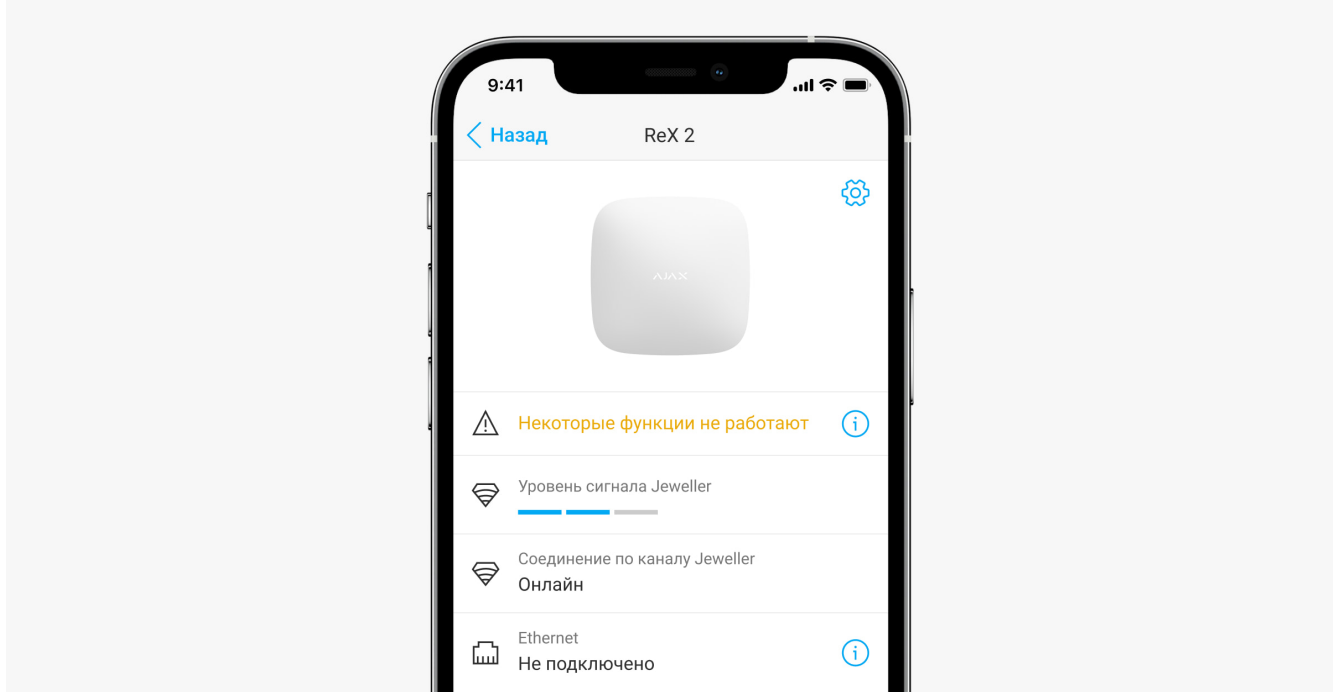 9:41
Назад
ReX 2
AJAX
Некоторые функции не работают
Уровень сигнала Jeweller
Соединение по каналу Jeweller
Онлайн
Ethernet
Не подключено